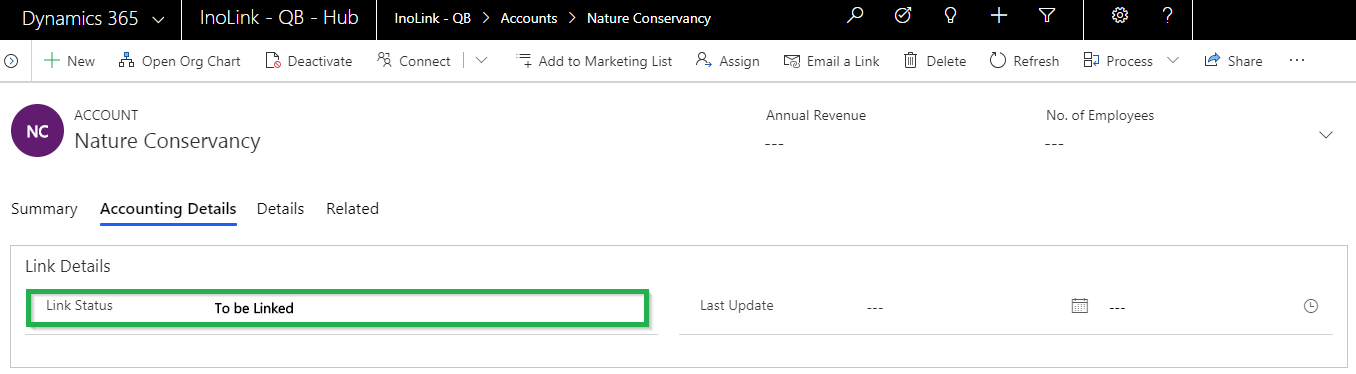 Dynamics 365 InoLink - QB - Hub InoLink - QB > Accounts > Nature Conservancy ?
+ New Open Org Chart Deactivate Connect Add to Marketing List Assign Email a Link Delete Refresh Process Share ...
NC
ACCOUNT
Nature Conservancy
Annual Revenue
---
No. of Employees
---
Summary Accounting Details Details Related
Link Details
Link Status To be Linked Last Update --- ---